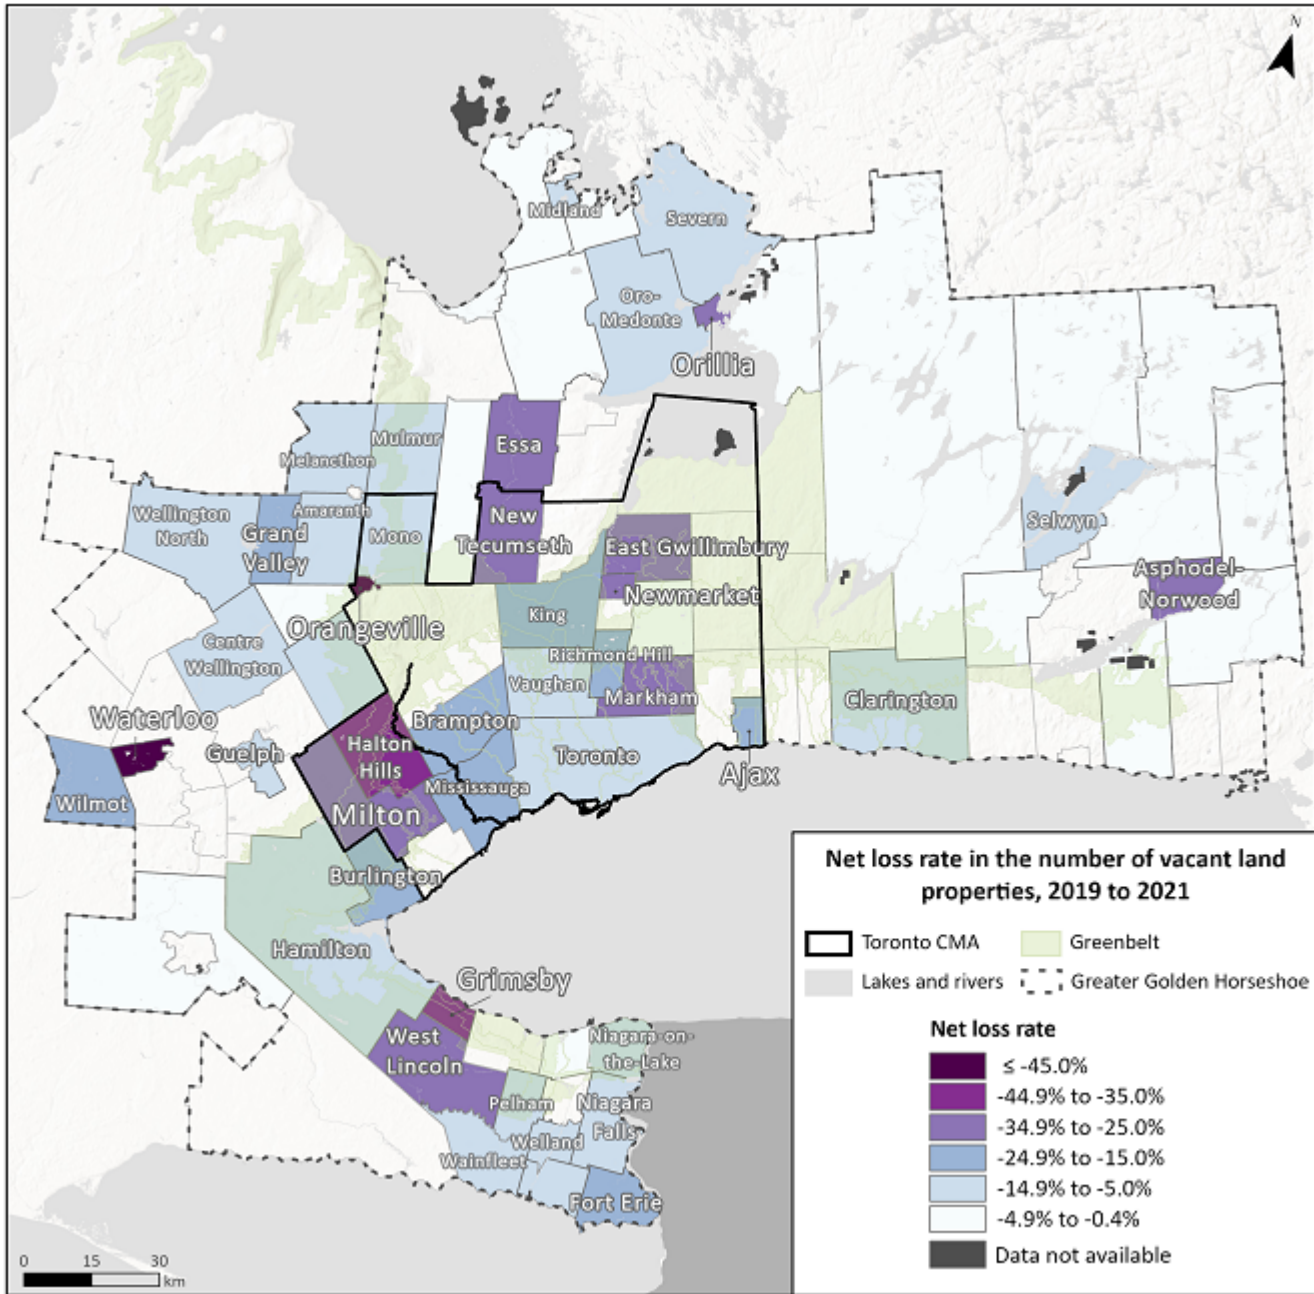 N
Midland
Severn
Oro-
Medonte
Orillia
Essa
Mulmur
Melancthon
Amaranth
Wellington
North
Grand
Valley
Mono
New
Tecumseth
East Gwillimbury
Newmarket
Selwyn
Asphodel-
Norwood
King
Orangeville
Centre
Wellington
Richmond Hill
Vaughan
Markham
Clarington
Waterloo
Brampton
Guelph
Halton
Hills
Toronto
Ajax
Mississauga
Wilmot
Milton
Burlington
Hamilton
Grimsby
West
Lincoln
Niagara-on-
the-Lake
Pelham
Niagara
Falls
Welland
Wainfleet
Fort Erie
0 15 30
km
Net loss rate in the number of vacant land
properties, 2019 to 2021
Toronto CMA
Greenbelt
Lakes and rivers
Greater Golden Horseshoe
Net loss rate
≤ -45.0%
-44.9% to -35.0%
-34.9% to -25.0%
-24.9% to -15.0%
-14.9% to -5.0%
-4.9% to -0.4%
Data not available